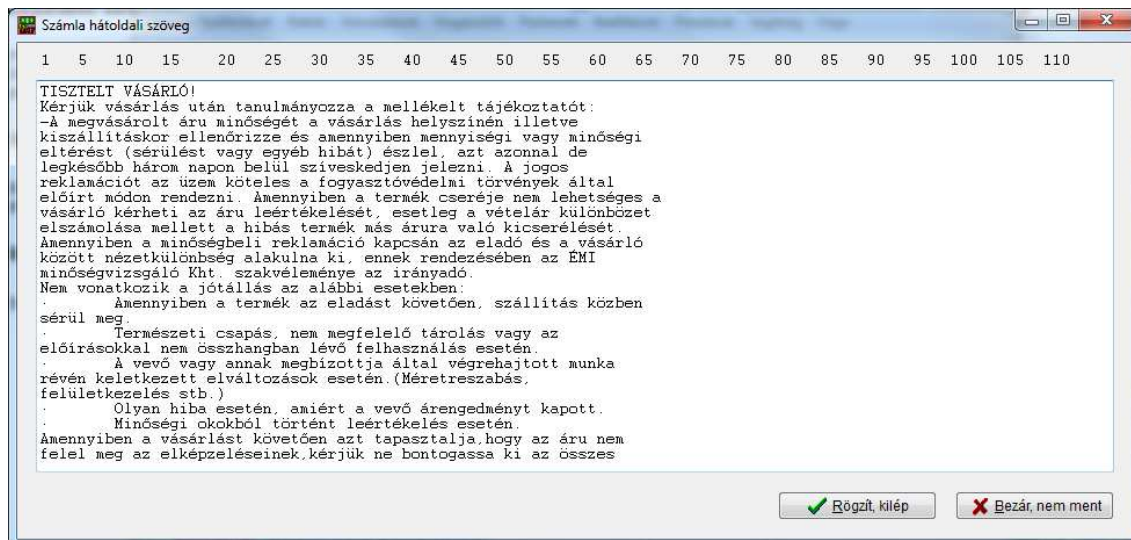 Számla hátoldali szöveg
1 5 10 15 20 25 30 35 40 45 50 55 60 65 70 75 80 85 90 95 100 105 110
TISZTELT VÁSÁRLÓ!
Kérjük vásárlás után tanulmányozza a mellékelt tájékoztatót:
-A megvásárolt áru minőségét a vásárlás helyszínén illetve
kiszállításkor ellenőrizze és amennyiben mennyiségi vagy minőségi
eltérést (sérülést vagy egyéb hibát) észlel, azt azonnal de
legkésőbb három napon belül szíveskedjen jelezni. A jogos
reklamációt az üzem köteles a fogyasztóvédelmi törvények által
előírt módon rendezni. Amennyiben a termék cseréje nem lehetséges a
vásárló kérheti az áru leértékelését, esetleg a vételár különbözet
elszámolása mellett a hibás termék más árura való kicserélését.
Amennyiben a minőségbeli reklamáció kapcsán az eladó és a vásárló
között nézetkülönbség alakulna ki, ennek rendezésében az ÉMI
minőségvizsgáló Kht. szakvéleménye az irányadó.
Nem vonatkozik a jótállás az alábbi esetekben:
· Amennyiben a termék az eladást követően, szállítás közben
sérül meg.
· Természeti csapás, nem megfelelő tárolás vagy az
előírásokkal nem összhangban lévő felhasználás esetén.
· A vevő vagy annak megbízottja által végrehajtott munka
révén keletkezett elváltozások esetén.(Méretreszabás,
felületkezelés stb.)
· Olyan hiba esetén, amiért a vevő árengedményt kapott.
· Minőségi okokból történt leértékelés esetén.
Amennyiben a vásárlást követően azt tapasztalja,hogy az áru nem
felel meg az elképzeléseinek,kérjük ne bontogassa ki az összes
Rögzít, kilép Bezár, nem ment